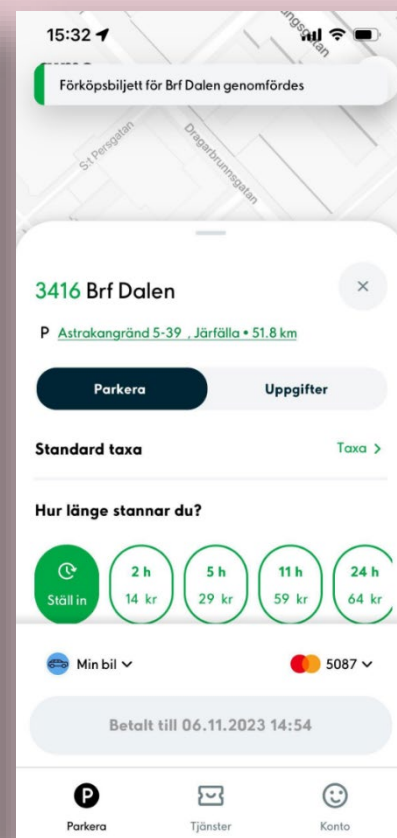 15:32
Förköpsbiljett för Brf Dalen genomfördes
S:t Persgatan
Dragarbrunnsgatan
3416 Brf Dalen
P Astrakangränd 5-39 , Järfälla • 51.8 km
Parkera Uppgifter
Standard taxa Taxa >
Hur länge stannar du?
Ställ in
2 h
14 kr
5 h
29 kr
11 h
59 kr
24 h
64 kr
Min bil 5087
Betalt till 06.11.2023 14:54
P
Parkera Tjänster Konto